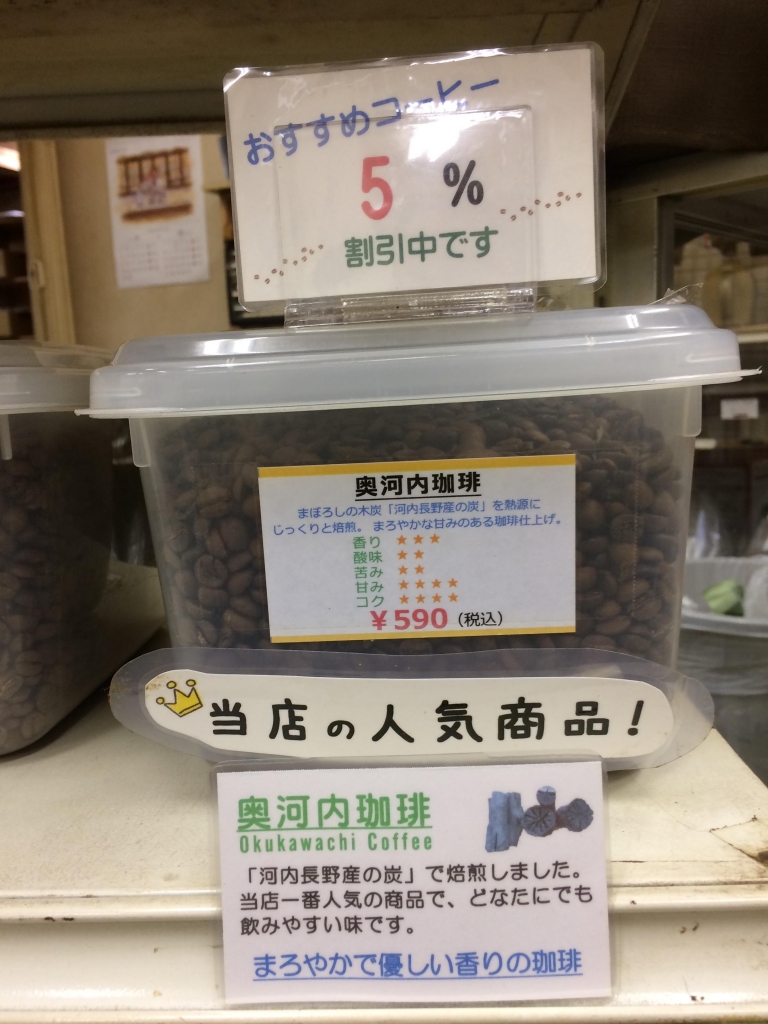 おすすめコーヒー
5 %
割引中です
奥河内珈琲
まぼろしの木炭「河内長野産の炭」を熱源に
じっくりと焙煎。まろやかな甘みのある珈琲仕上げ。
香り ★★★
酸味 ★★
苦み ★★
甘み ★★★★
コク ★★★★
￥590（税込）
当店の人気商品！
奥河内珈琲
Okukawachi Coffee
「河内長野産の炭」で焙煎しました。
当店一番人気の商品で、どなたにでも
飲みやすい味です。
まろやかで優しい香りの珈琲